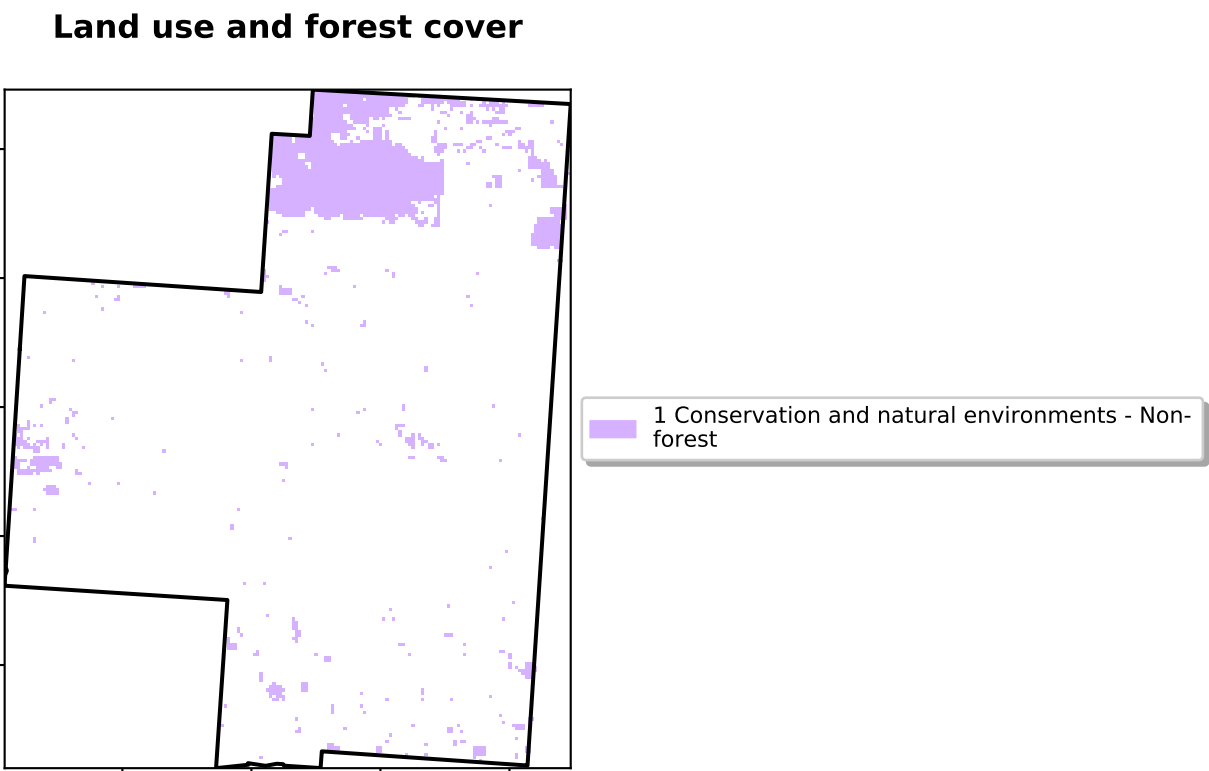 Land use and forest cover
1 Conservation and natural environments - Non-
forest